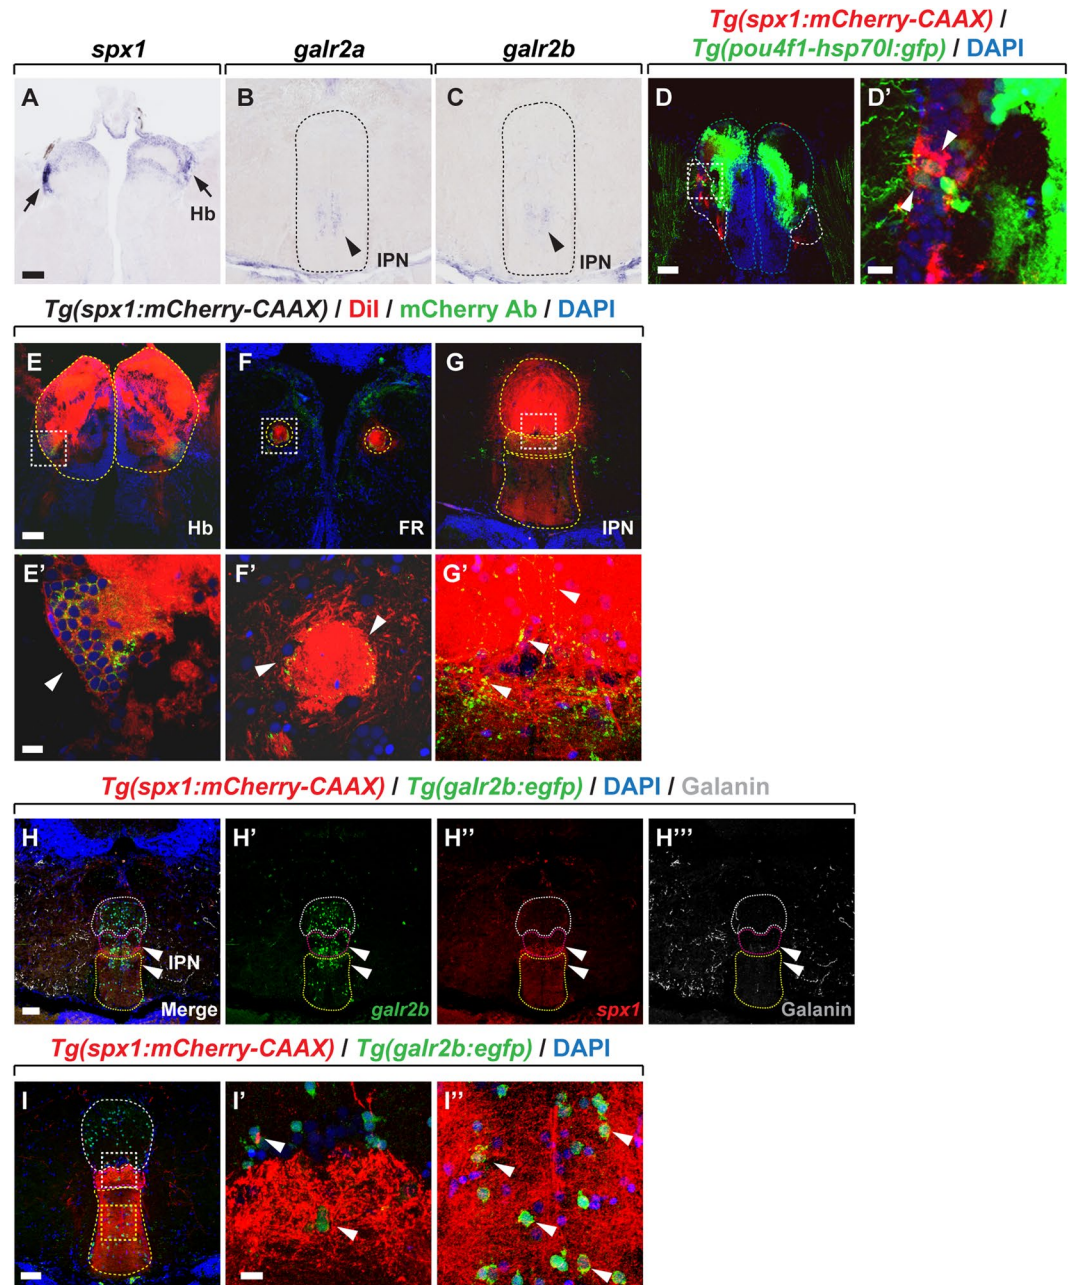 Tg(spx1:mCherry-CAAX) /
spx1 galr2a galr2b Tg(pou4f1-hsp70l:gfp) / DAPI
A B C D D’
Hb IPN IPN
Tg(spx1:mCherry-CAAX) / DiI / mCherry Ab / DAPI
E F G
Hb FR IPN
E’ F’ G’
Tg(spx1:mCherry-CAAX) / Tg(galr2b:egfp) / DAPI / Galanin
H H’ H’’ H’’’
IPN
Merge galr2b spx1 Galanin
Tg(spx1:mCherry-CAAX) / Tg(galr2b:egfp) / DAPI
I I’ I’’